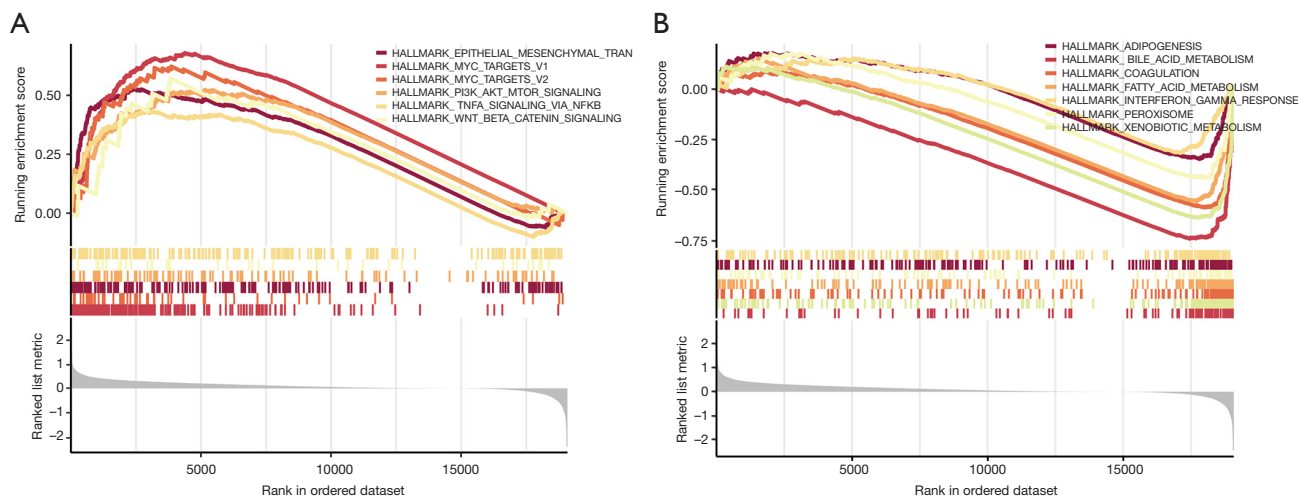 A
HALLMARK_EPITHELIAL_MESENCHYMAL_TRAN
HALLMARK_MYC_TARGETS_V1
HALLMARK_MYC_TARGETS_V2
HALLMARK_PI3K_AKT_MTOR_SIGNALING
HALLMARK_ TNFA_SIGNALING_VIA_NFKB
HALLMARK_WNT_BETA_CATENIN_SIGNALING
Running enrichment score
0.50
0.25
0.00
Ranked list metric
2
1
0
−1
−2
5000
10000
15000
Rank in ordered dataset
B
HALLMARK_ADIPOGENESIS
HALLMARK_ BILE_ACID_METABOLISM
HALLMARK_COAGULATION
HALLMARK_FATTY_ACID_METABOLISM
HALLMARK_INTERFERON_GAMMA_RESPONSE
HALLMARK_PEROXISOME
HALLMARK_XENOBIOTIC_METABOLISM
Running enrichment score
0.00
−0.25
−0.50
−0.75
Ranked list metric
2
1
0
−1
−2
5000
10000
15000
Rank in ordered dataset